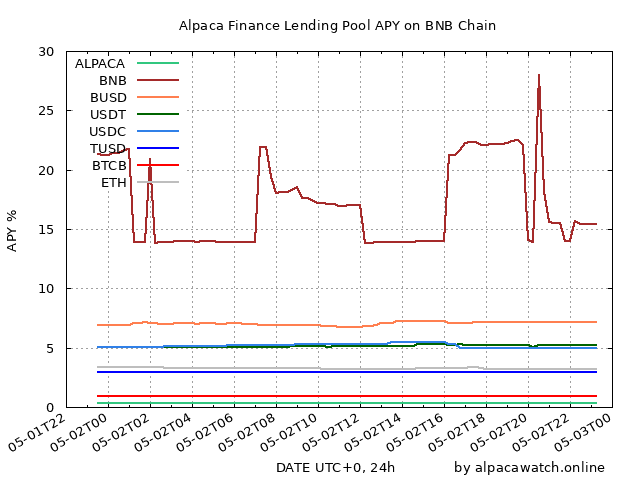 Alpaca Finance Lending Pool APY on BNB Chain
30
25
20
15
10
5
0
APY %
ALPACA
BNB
BUSD
USDT
USDC
TUSD
BTCB
ETH
05-01T22
05-02T00
05-02T02
05-02T04
05-02T06
05-02T08
05-02T10
05-02T12
05-02T14
05-02T16
05-02T18
05-02T20
05-02T22
05-03T00
DATE UTC+0, 24h
by alpacawatch.online